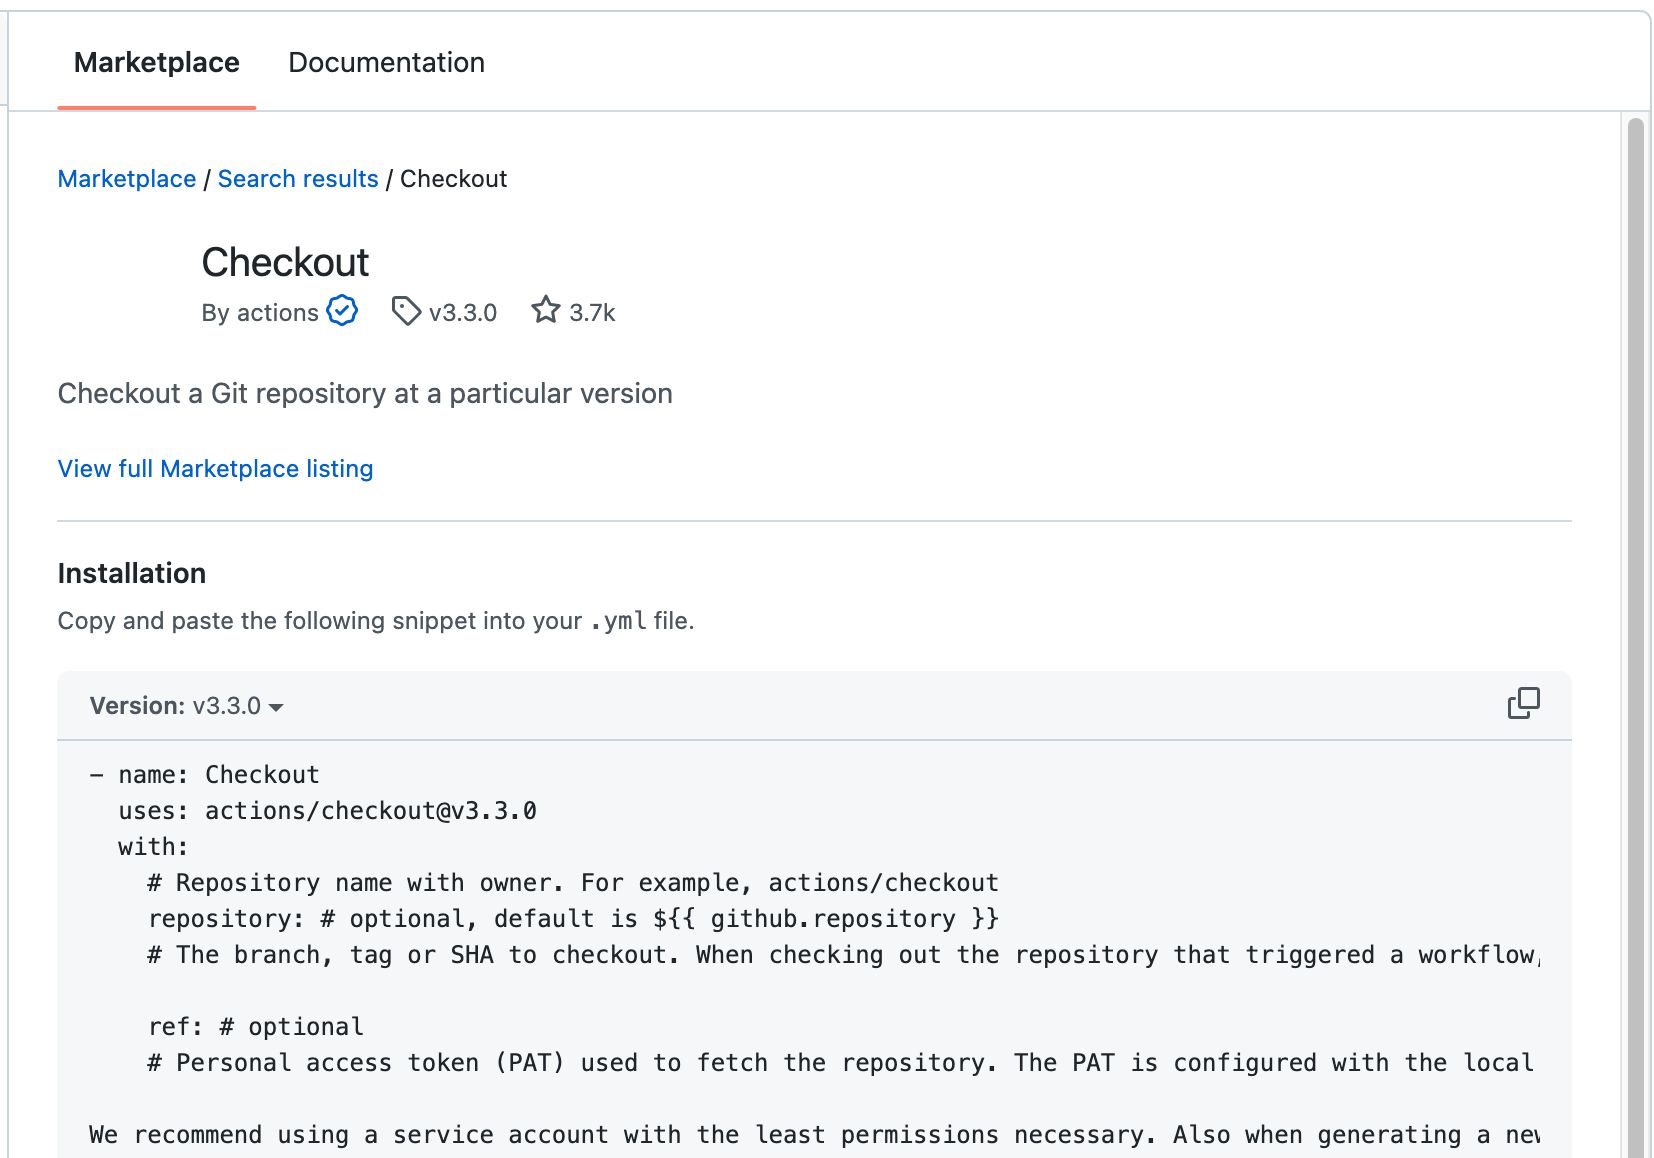 Marketplace Documentation
Marketplace / Search results / Checkout
Checkout
By actions v3.3.0 3.7k
Checkout a Git repository at a particular version
View full Marketplace listing
Installation
Copy and paste the following snippet into your .yml file.
Version: v3.3.0
- name: Checkout
  uses: actions/checkout@v3.3.0
  with:
    # Repository name with owner. For example, actions/checkout
    repository: # optional, default is ${{ github.repository }}
    # The branch, tag or SHA to checkout. When checking out the repository that triggered a workflow,
    ref: # optional
    # Personal access token (PAT) used to fetch the repository. The PAT is configured with the local
We recommend using a service account with the least permissions necessary. Also when generating a